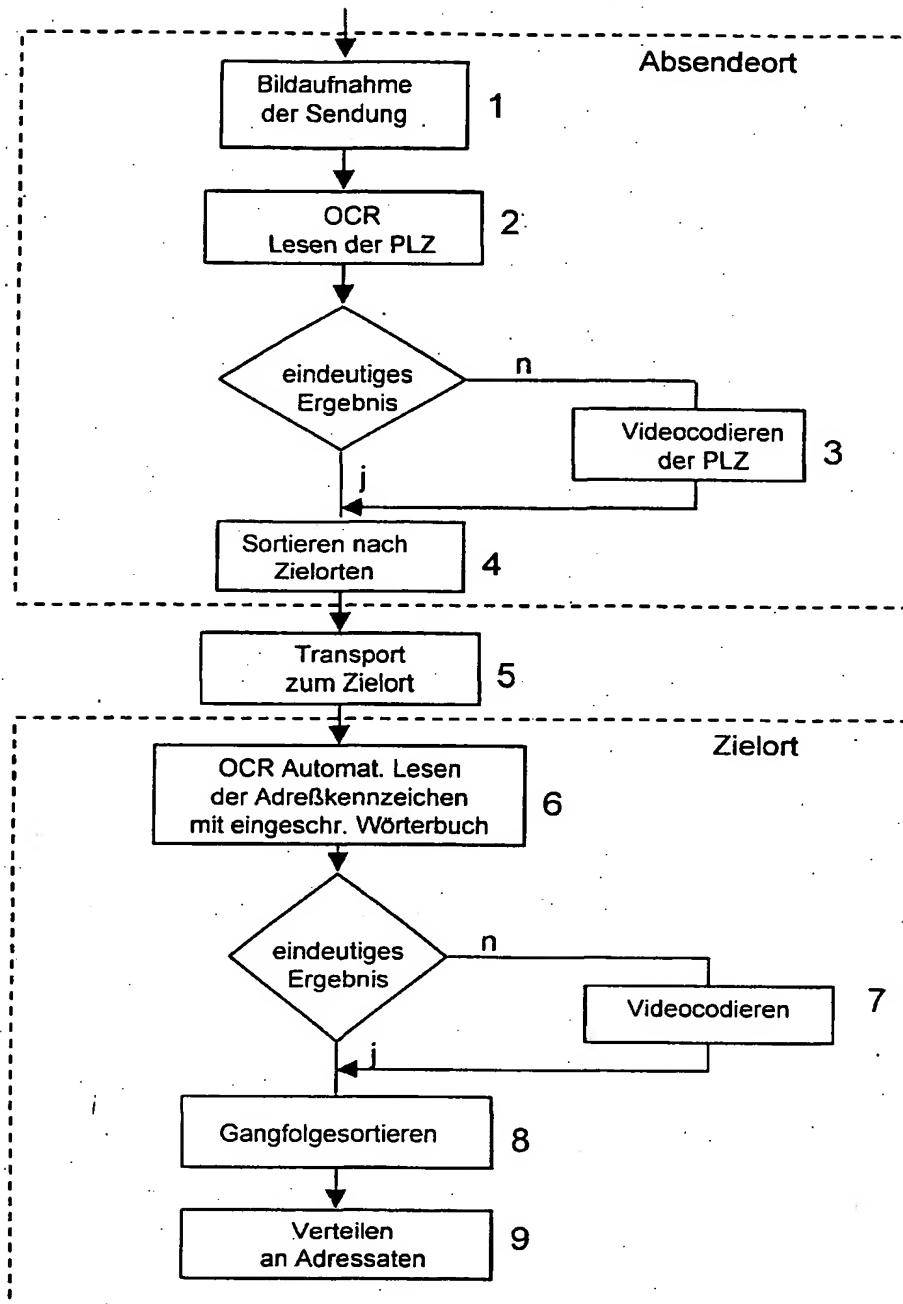 Absendeort
Bildaufnahme
der Sendung
1
OCR
Lesen der PLZ
2
eindeutiges
Ergebnis
n
Videocodieren
der PLZ
3
j
Sortieren nach
Zielorten
4
Transport
zum Zielort
5
Zielort
OCR Automat. Lesen
der Adreßkennzeichen
mit eingeschr. Wörterbuch
6
eindeutiges
Ergebnis
n
Videocodieren
7
j
Gangfolgesortieren
8
Verteilen
an Adressaten
9